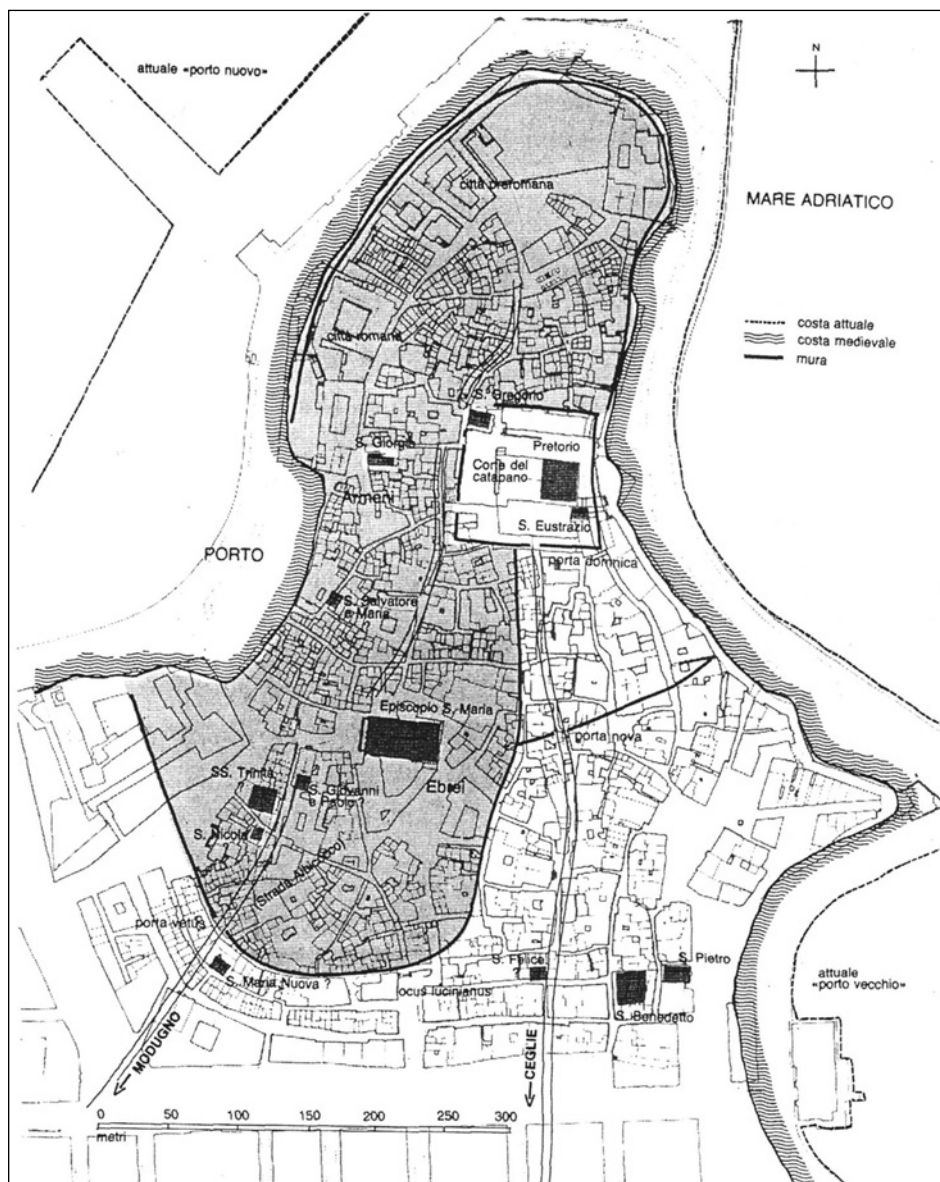 attuale «porto nuovo»
N
MARE ADRIATICO
costa attuale
costa medievale
mura
città preromana
città romana
S. Gregorio
S. Giorgio
Pretorio
Corte del
catapano
Armeni
S. Eustrazio
PORTO
porta domnica
S. Salvatore
a Maria
Episcopio S. Maria
porta nova
SS. Trinità
S. Giovanni
e Paolo ?
Ebrei
S. Nicola
(Strada Altocieco)
porta vetus
S. Maria Nuova ?
locus lucinianus
S. Felice
?
S. Pietro
S. Benedetto
attuale
«porto vecchio»
MODUGNO
CEGLIE
0 50 100 150 200 250 300
metri